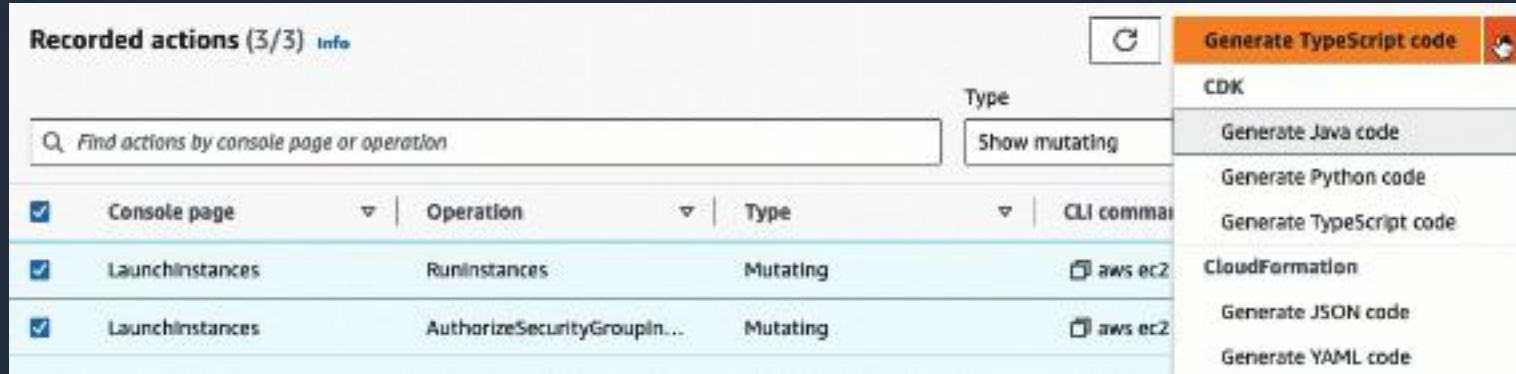 Recorded actions (3/3) Info
Generate TypeScript code
CDK
Type
Find actions by console page or operation
Show mutating
Generate Java code
Generate Python code
Generate TypeScript code
Console page Operation Type CLI comma
LaunchInstances RunInstances Mutating aws ec2
CloudFormation
Generate JSON code
LaunchInstances AuthorizeSecurityGroupIn... Mutating aws ec2
Generate YAML code